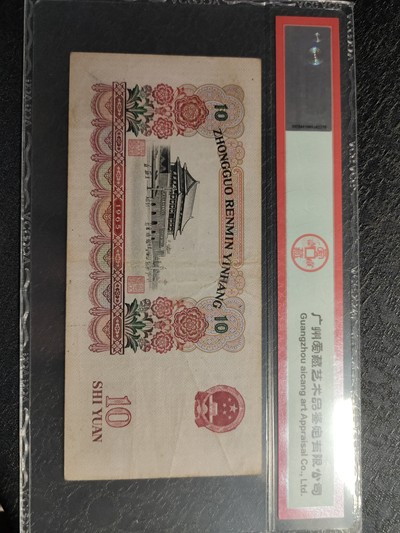 10
ZHONGGUO RENMIN YINHANG
10
1965
10
SHI YUAN
广州爱藏艺术品鉴定有限公司
Guangzhou aicang art Appraisal Co., Ltd.